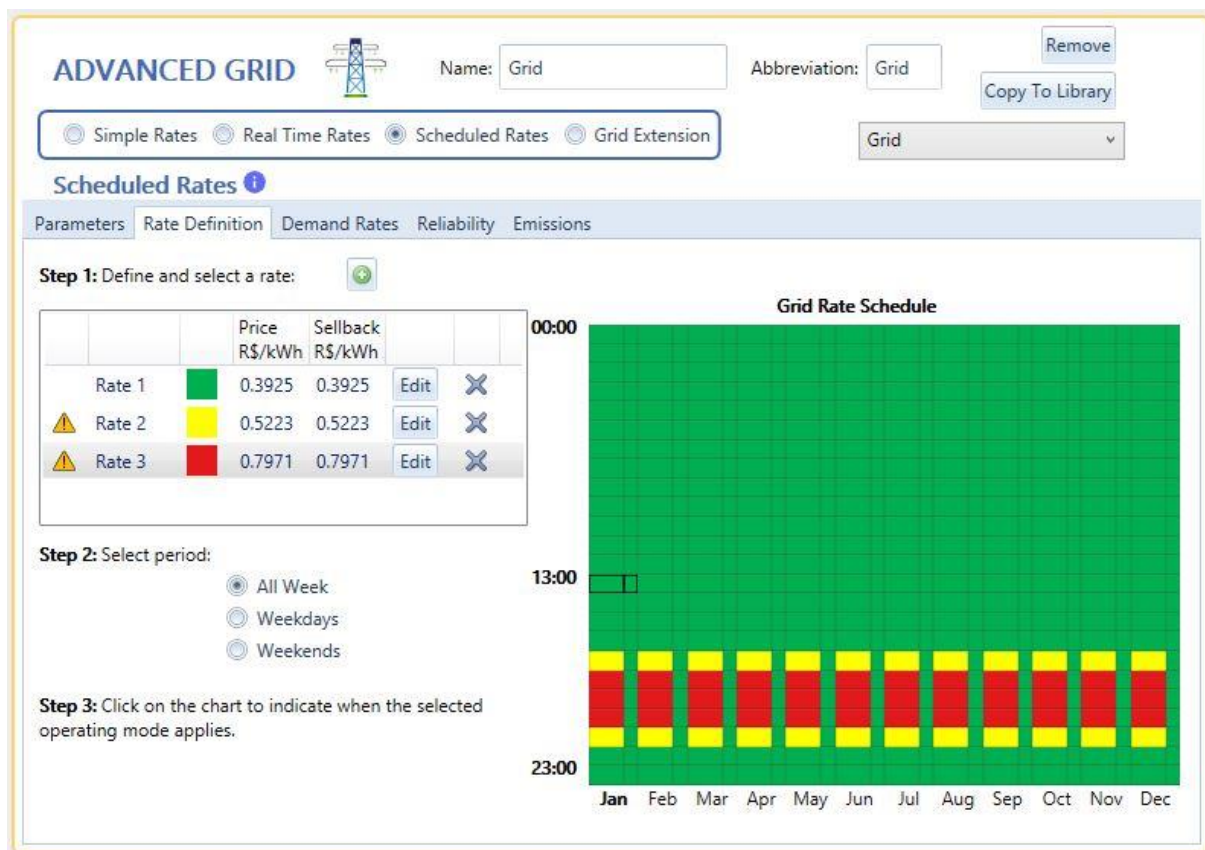 ADVANCED GRID
Name: Grid
Abbreviation: Grid
Remove
Copy To Library
Simple Rates Real Time Rates Scheduled Rates Grid Extension
Grid
Scheduled Rates i
Parameters Rate Definition Demand Rates Reliability Emissions
Step 1: Define and select a rate:
Price R$/kWh Sellback R$/kWh
Rate 1 0.3925 0.3925 Edit
Rate 2 0.5223 0.5223 Edit
Rate 3 0.7971 0.7971 Edit
Step 2: Select period:
All Week
Weekdays
Weekends
Step 3: Click on the chart to indicate when the selected
operating mode applies.
Grid Rate Schedule
00:00
13:00
23:00
Jan Feb Mar Apr May Jun Jul Aug Sep Oct Nov Dec